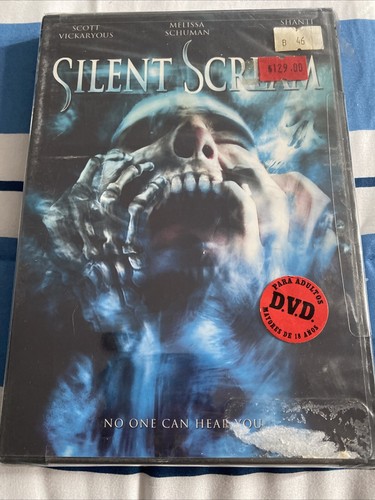 SCOTT
VICKARYOUS
MELISSA
SCHUMAN
SHANTI
B 46
$129.00
SILENT SCREAM
PARA ADULTOS
D.V.D.
MAYORES DE 18 AÑOS
NO ONE CAN HEAR YOU